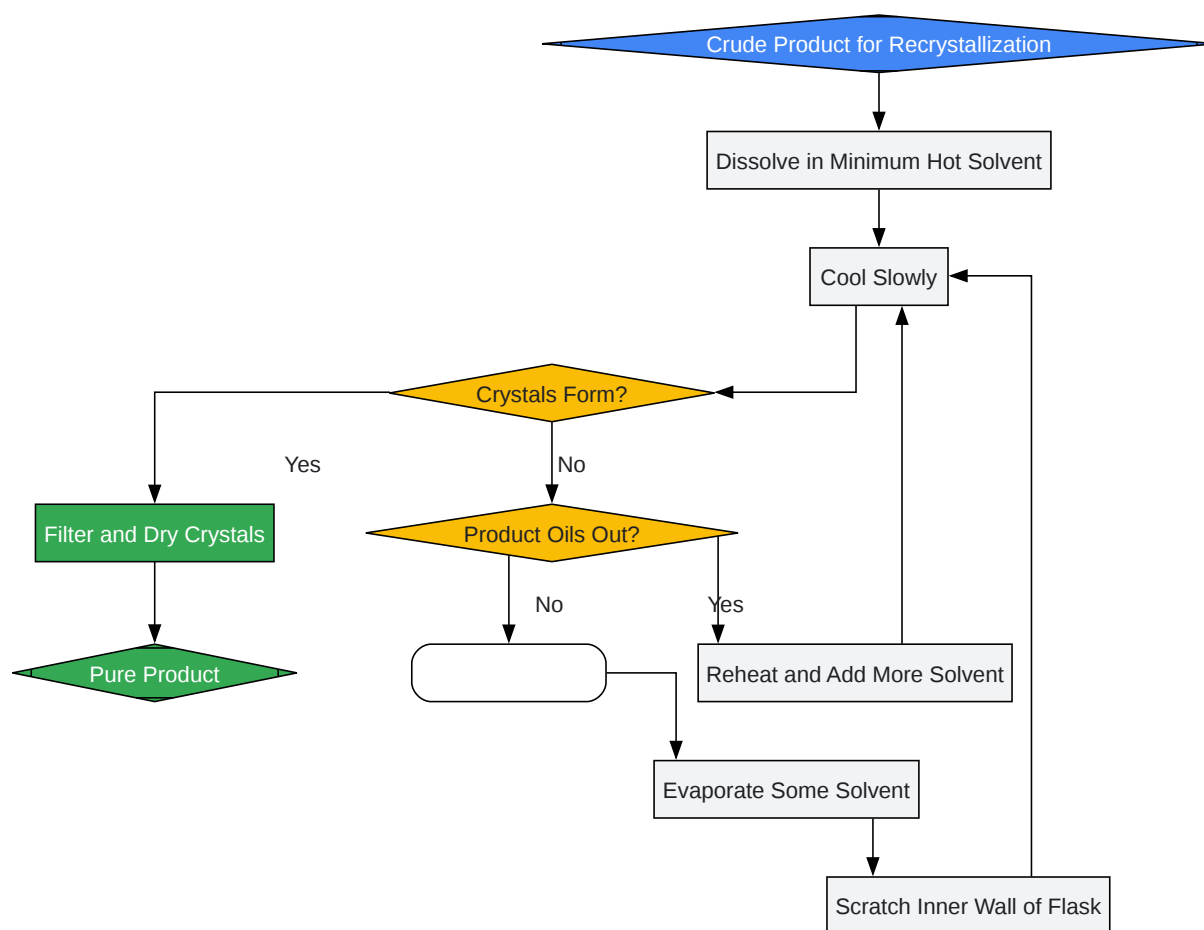 Crude Product for Recrystallization
Dissolve in Minimum Hot Solvent
Cool Slowly
Crystals Form?
Yes
No
Filter and Dry Crystals
Product Oils Out?
No
Yes
Pure Product
Reheat and Add More Solvent
Evaporate Some Solvent
Scratch Inner Wall of Flask